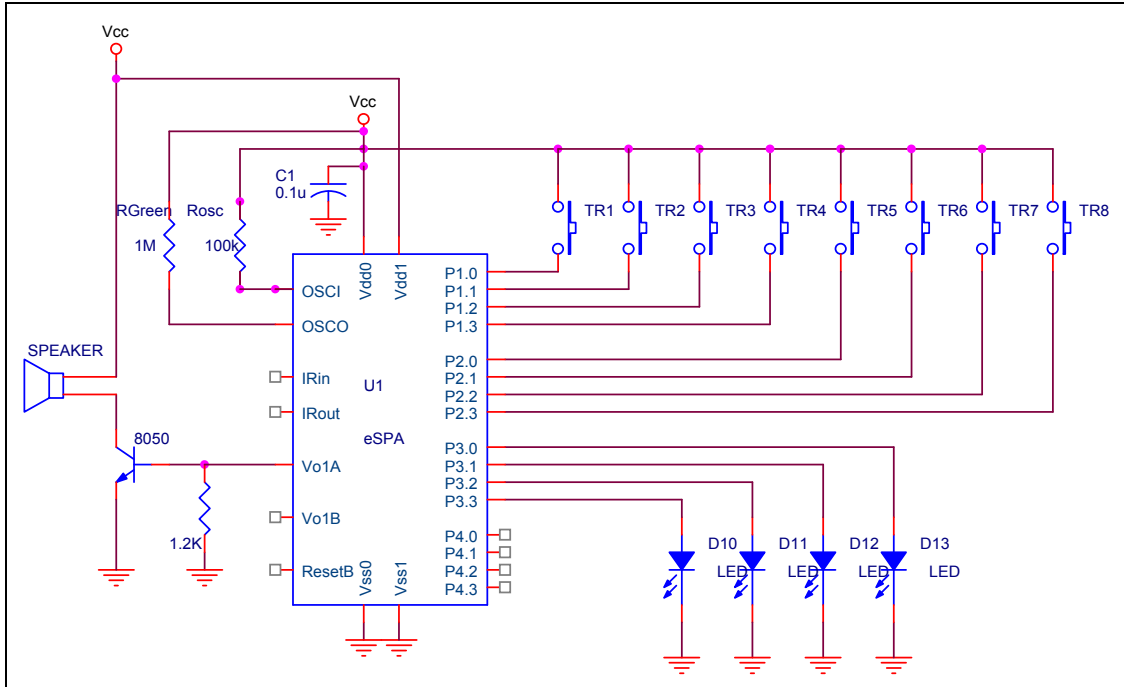 Vcc
Vcc
C1
0.1u
RGreen
Rosc
1M
100k
TR1
TR2
TR3
TR4
TR5
TR6
TR7
TR8
Vdd0
Vdd1
OSCI
OSCO
IRin
IRout
Vo1A
Vo1B
ResetB
U1
eSPA
Vss0
Vss1
P1.0
P1.1
P1.2
P1.3
P2.0
P2.1
P2.2
P2.3
P3.0
P3.1
P3.2
P3.3
P4.0
P4.1
P4.2
P4.3
SPEAKER
8050
1.2K
D10
D11
D12
D13
LED
LED
LED
LED